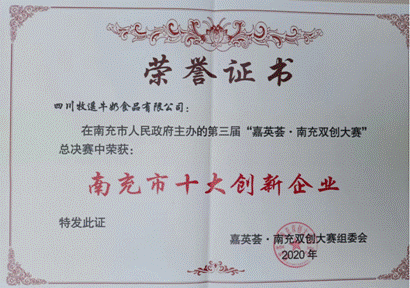 荣誉证书
四川牧遥牛奶食品有限公司：
在南充市人民政府主办的第三届“嘉英荟·南充双创大赛”
总决赛中荣获：
南充市十大创新企业
特发此证
嘉英荟·南充双创大赛组委会
2020年